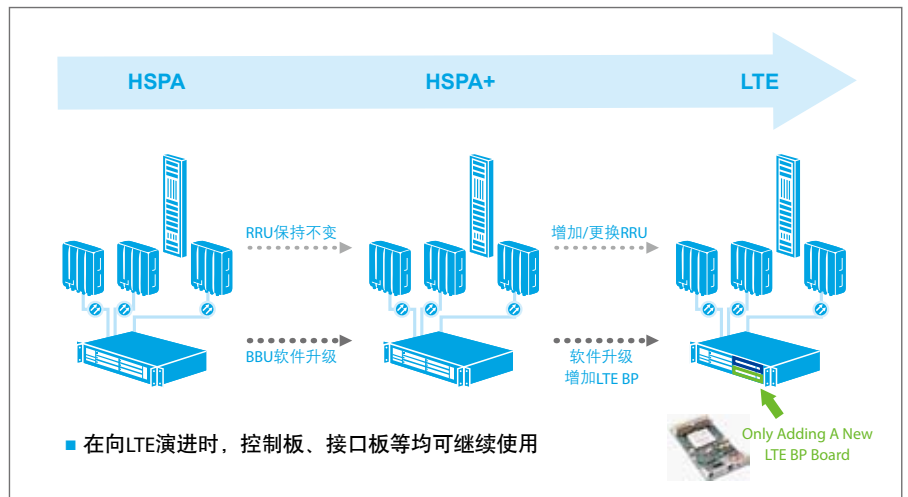 HSPA
HSPA+
LTE
RRU保持不变
增加/更换RRU
BBU软件升级
软件升级
增加LTE BP
■ 在向LTE演进时，控制板、接口板等均可继续使用
Only Adding A New
LTE BP Board